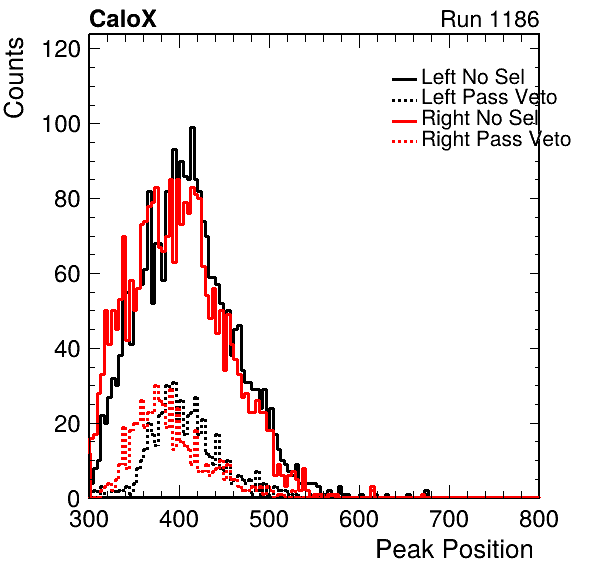 CaloX Run 1186
Counts
120
100
80
60
40
20
0
Left No Sel
Left Pass Veto
Right No Sel
Right Pass Veto
300 400 500 600 700 800
Peak Position